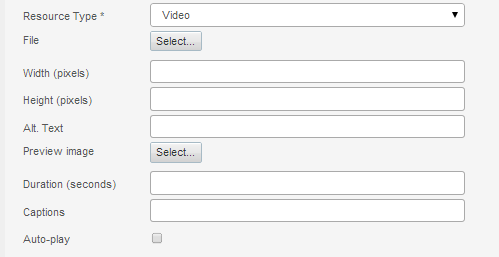 Resource Type * Video
File Select...
Width (pixels)
Height (pixels)
Alt. Text
Preview image Select...
Duration (seconds)
Captions
Auto-play